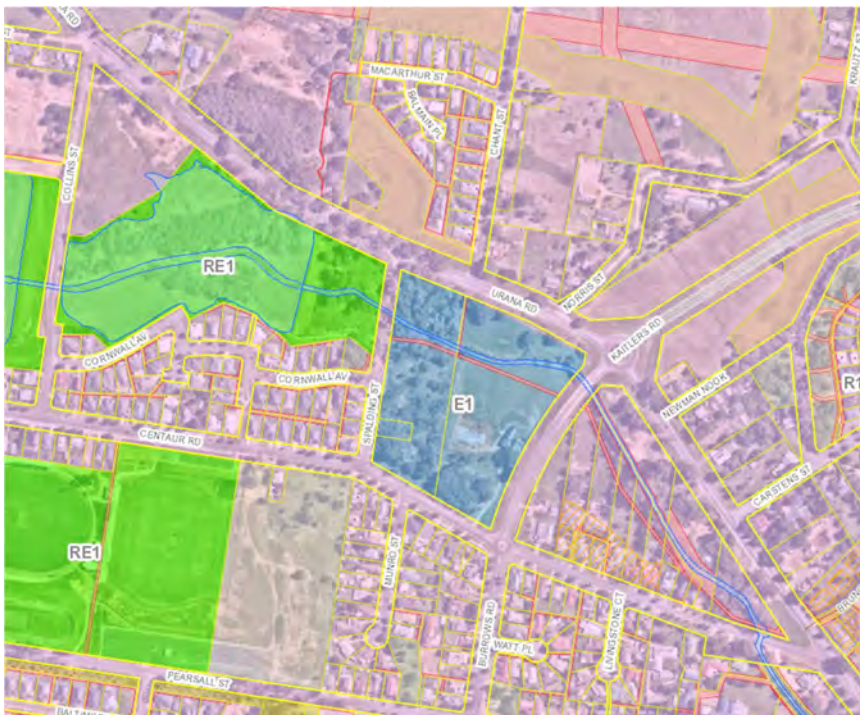 RD
ST
MACARTHUR ST
BALMAIN PL
CHANT ST
KRAUTZ ST
COLLINS ST
RE1
URANA RD
NORRIS ST
KAITLERS RD
CORNWALL AV
CORNWALL AV
SPALDING ST
E1
NEWMAN NOOK
R1
CENTAUR RD
CARSTENS ST
RE1
MUNRO ST
BURROWS RD
WATT PL
LIVINGSTONE CT
PEARSALL ST